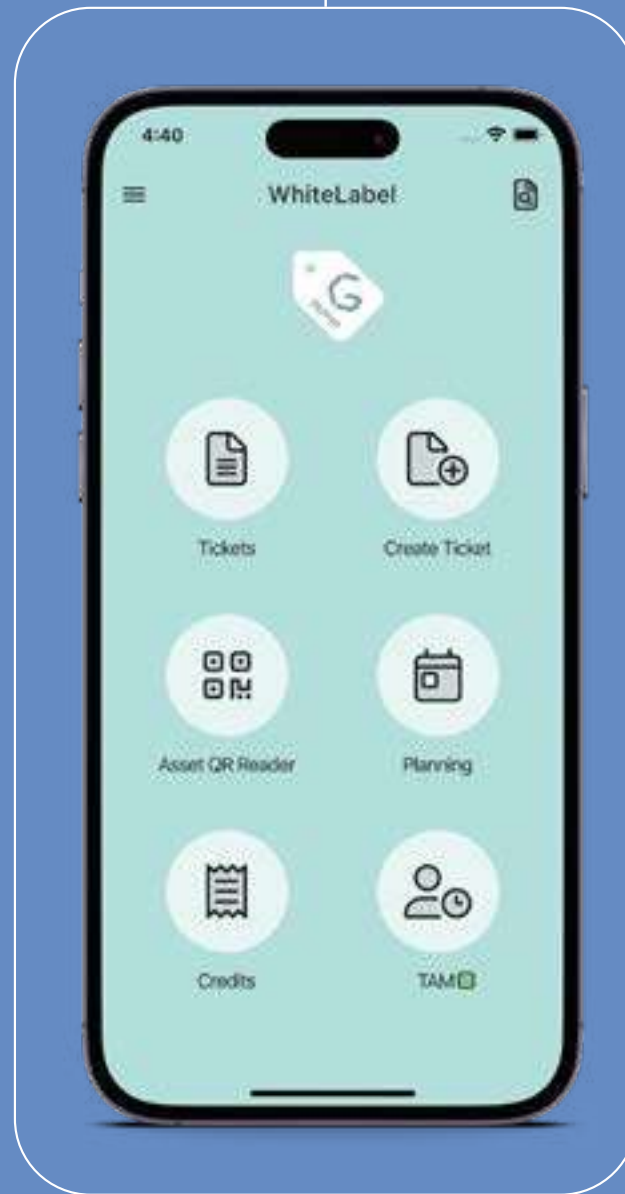 4:40
WhiteLabel
G
Tickets
Create Ticket
Asset QR Reader
Planning
Credits
TAM